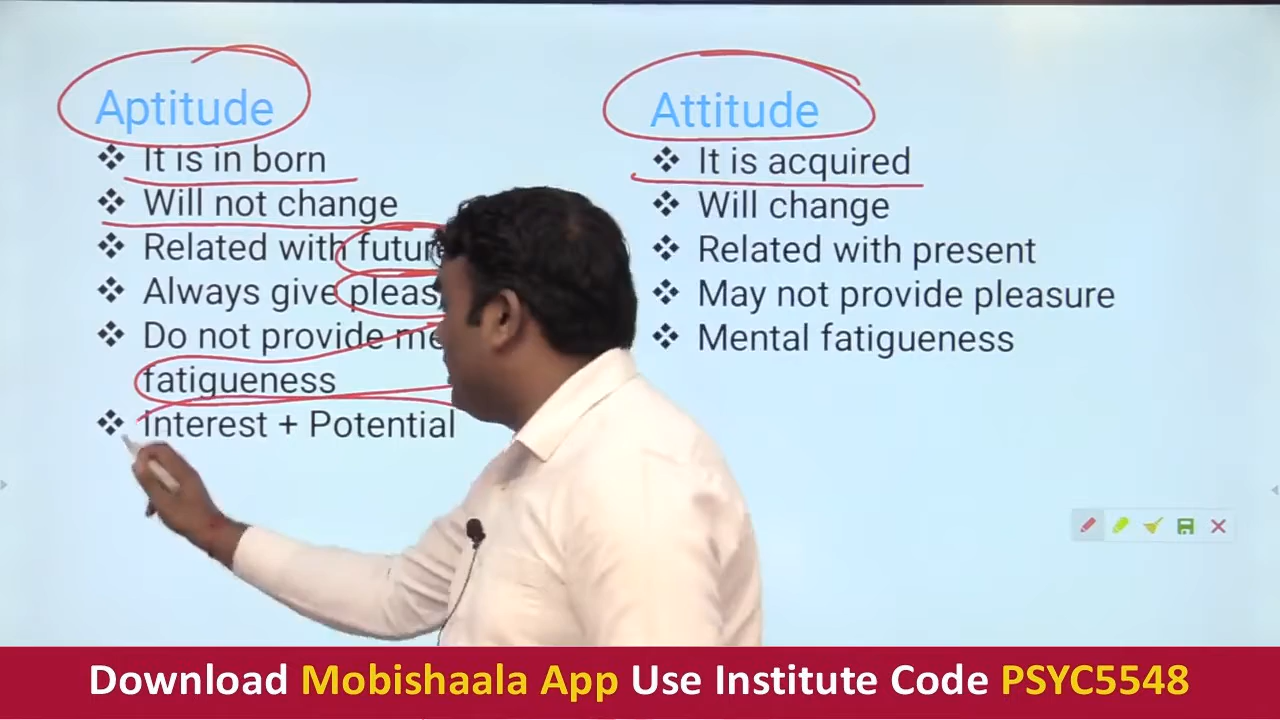 Aptitude
❖ It is in born
❖ Will not change
❖ Related with
❖ Always give
❖ Do not provide
fatigueness
❖ Interest + Potential
Attitude
❖ It is acquired
❖ Will change
❖ Related with present
❖ May not provide pleasure
❖ Mental fatigueness
Download Mobishaala App Use Institute Code PSYC5548